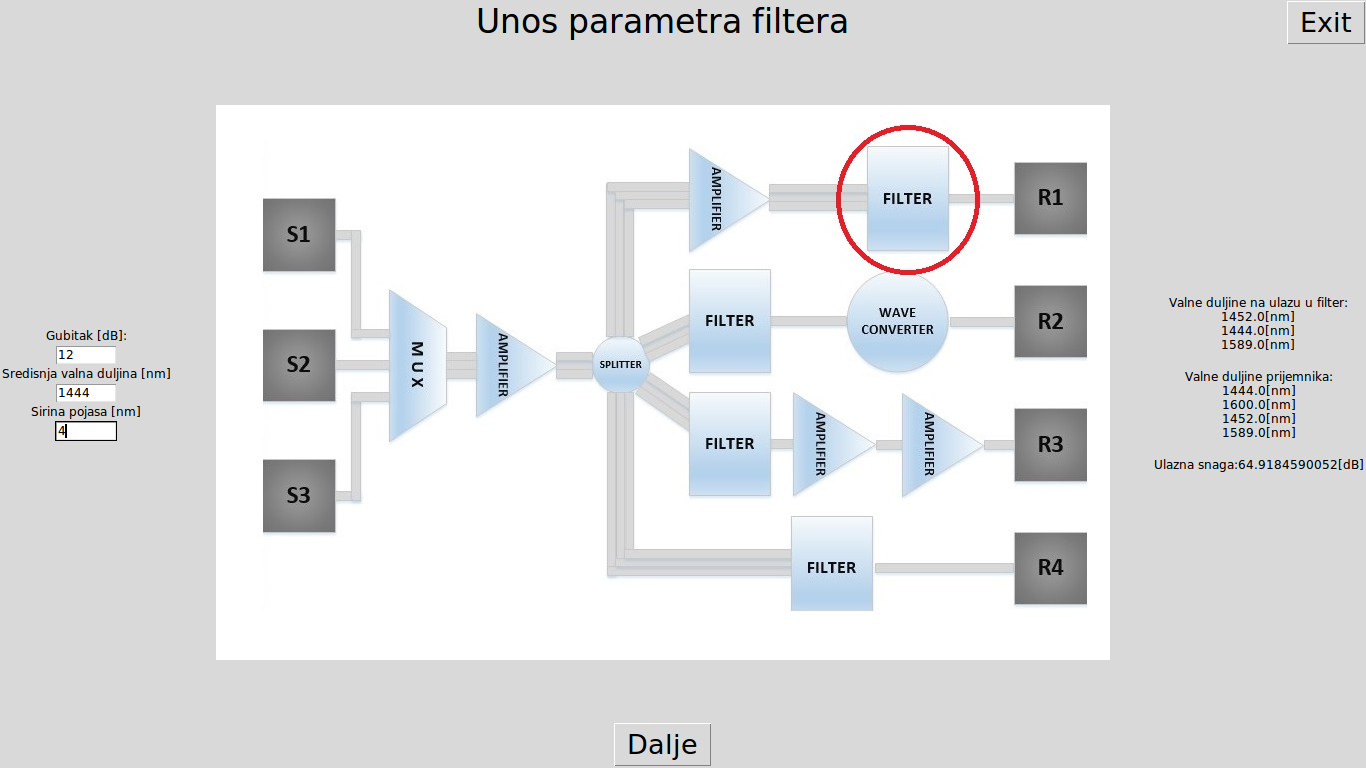 Unos parametra filtera
Exit
Gubitak [dB]:
12
Sredisnja valna duljina [nm]
1444
Sirina pojasa [nm]
4
S1
S2
S3
MUX
AMPLIFIER
SPLITTER
AMPLIFIER
FILTER
R1
FILTER
WAVE
CONVERTER
R2
FILTER
AMPLIFIER
AMPLIFIER
R3
FILTER
R4
Valne duljine na ulazu u filter:
1452.0[nm]
1444.0[nm]
1589.0[nm]
Valne duljine prijemnika:
1444.0[nm]
1600.0[nm]
1452.0[nm]
1589.0[nm]
Ulazna snaga:64.9184590052[dB]
Dalje